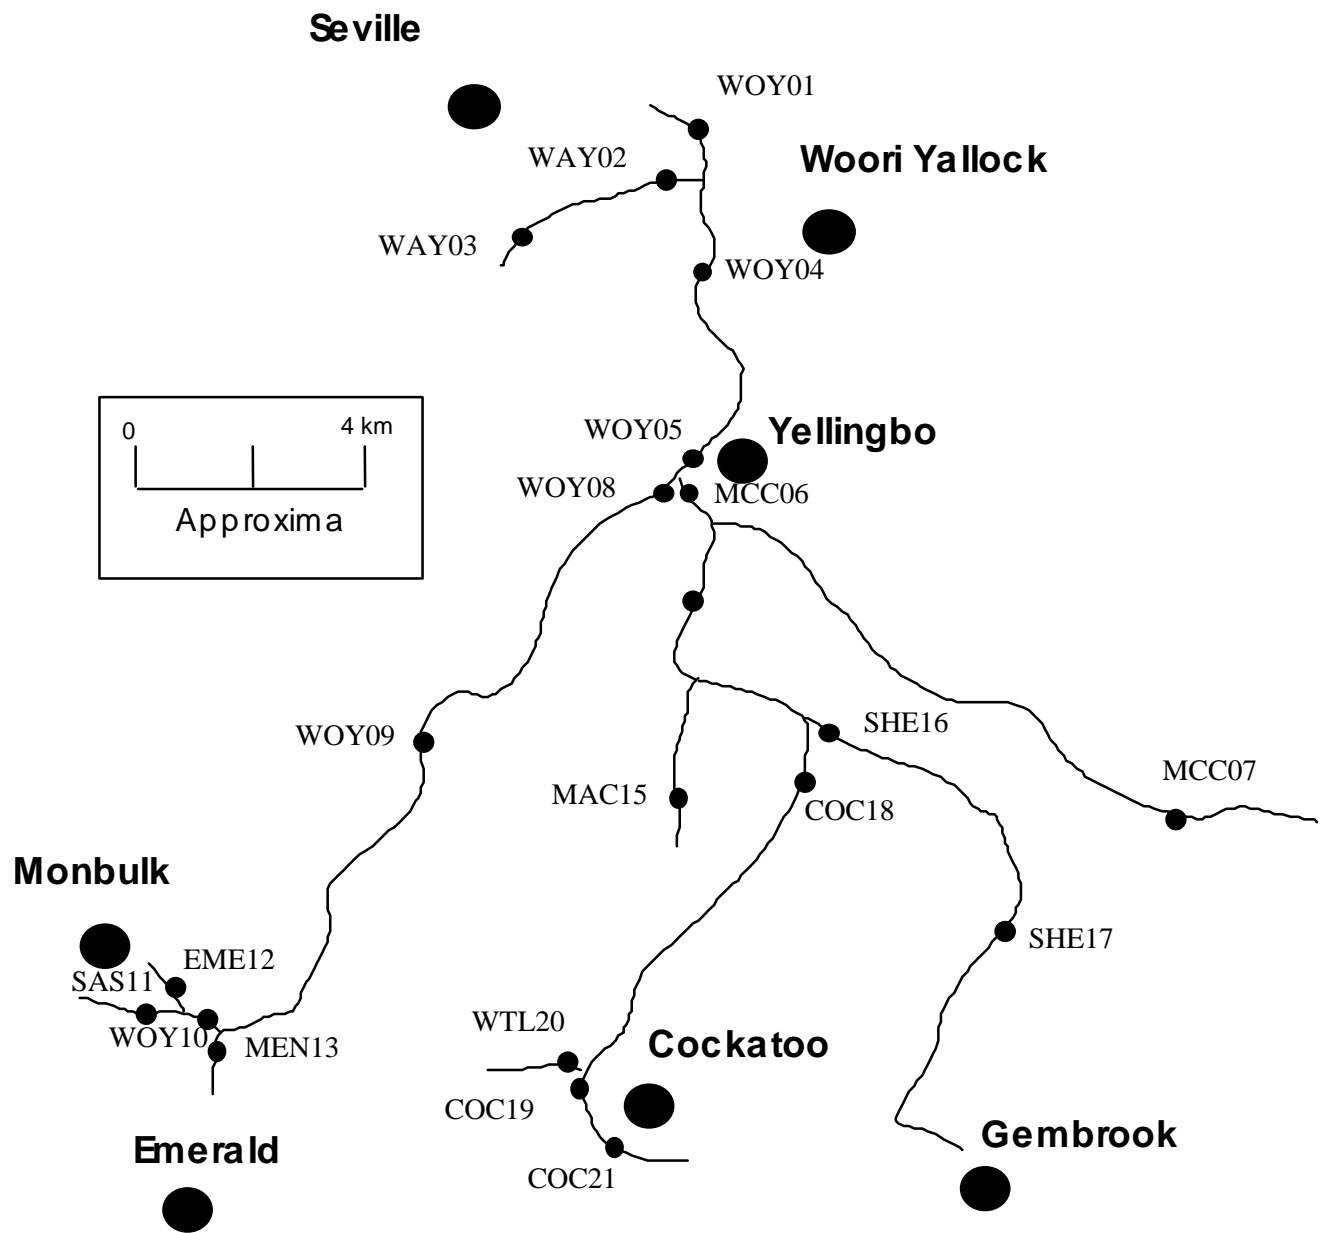 Seville
WOY01
WAY02
Woori Yallock
WAY03
WOY04
0
4 km
Approxima
WOY05
Yellingbo
WOY08
MCC06
WOY09
SHE16
MCC07
MAC15
COC18
Monbulk
SHE17
EME12
SAS11
WOY10
MEN13
WTL20
Cockatoo
COC19
Emerald
Gembrook
COC21